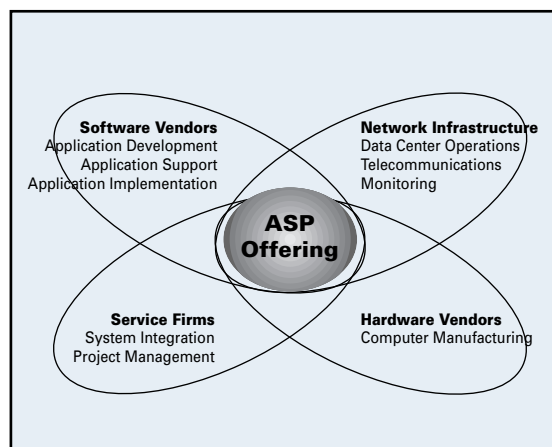 Software Vendors
Application Development
Application Support
Application Implementation
Network Infrastructure
Data Center Operations
Telecommunications
Monitoring
ASP
Offering
Service Firms
System Integration
Project Management
Hardware Vendors
Computer Manufacturing